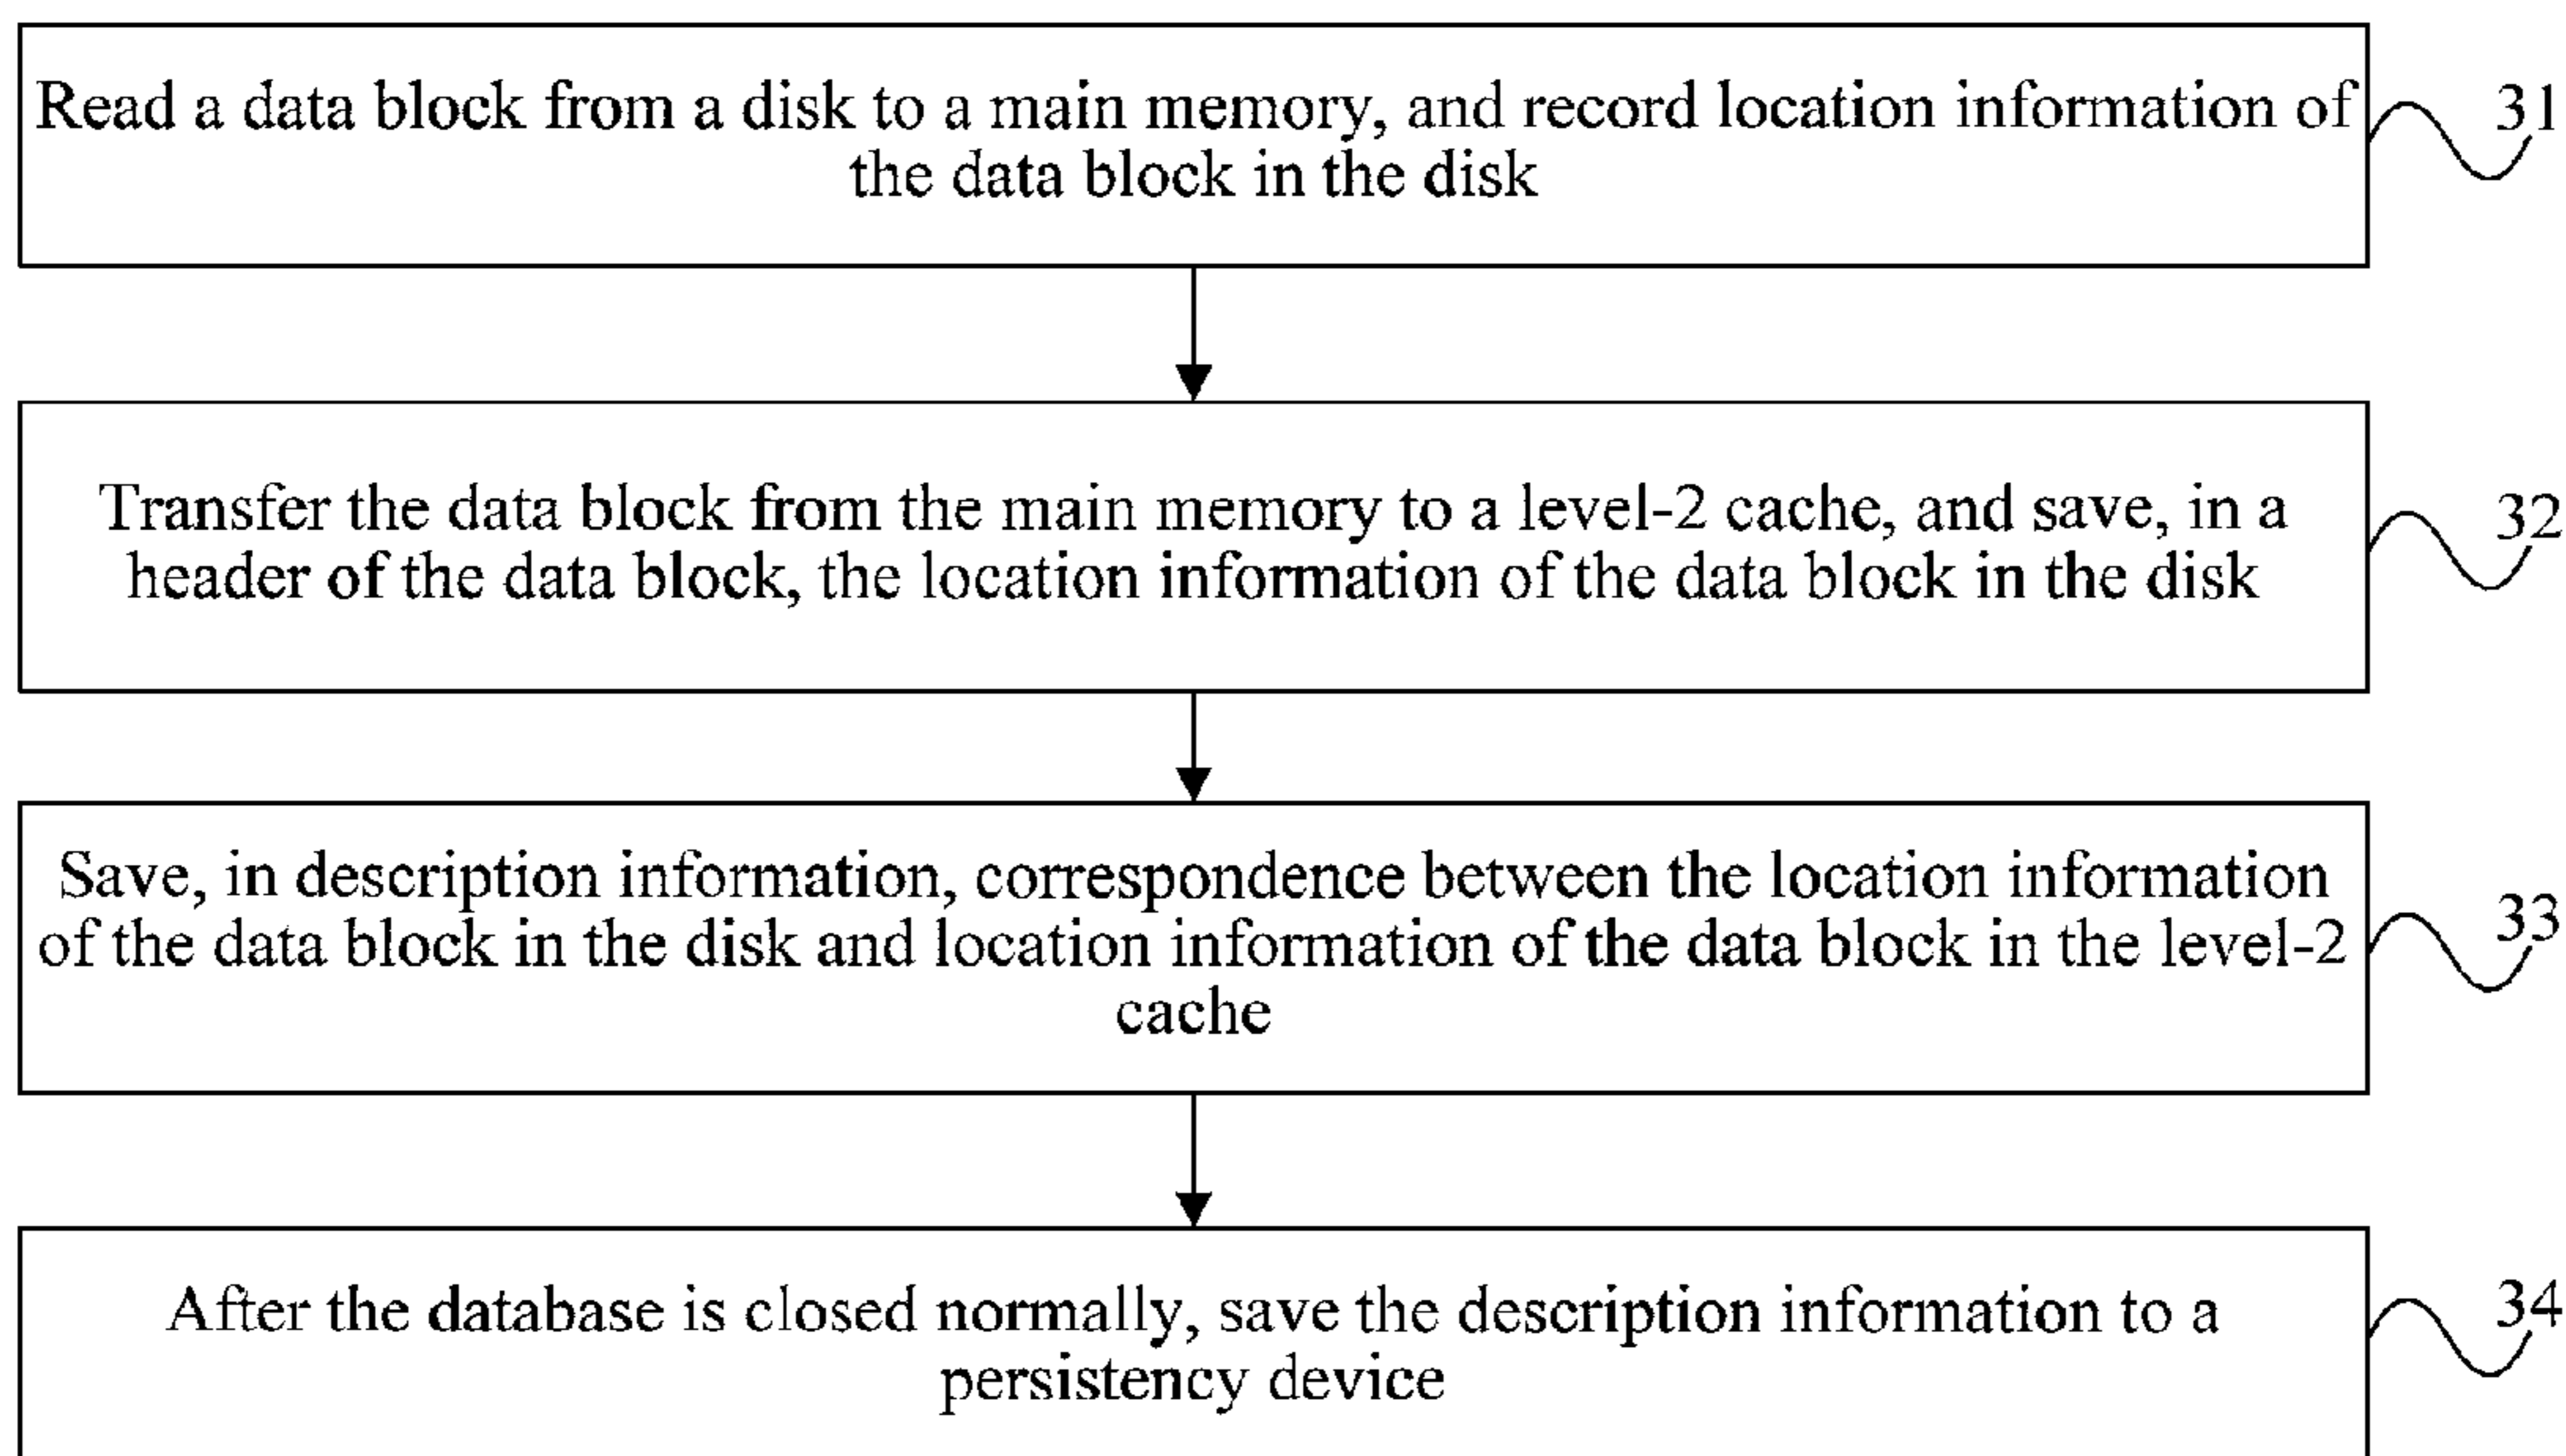 Read a data block from a disk to a main memory, and record location information of
the data block in the disk
31
Transfer the data block from the main memory to a level-2 cache, and save, in a
header of the data block, the location information of the data block in the disk
32
Save, in description information, correspondence between the location information
of the data block in the disk and location information of the data block in the level-2
cache
33
After the database is closed normally, save the description information to a
persistency device
34